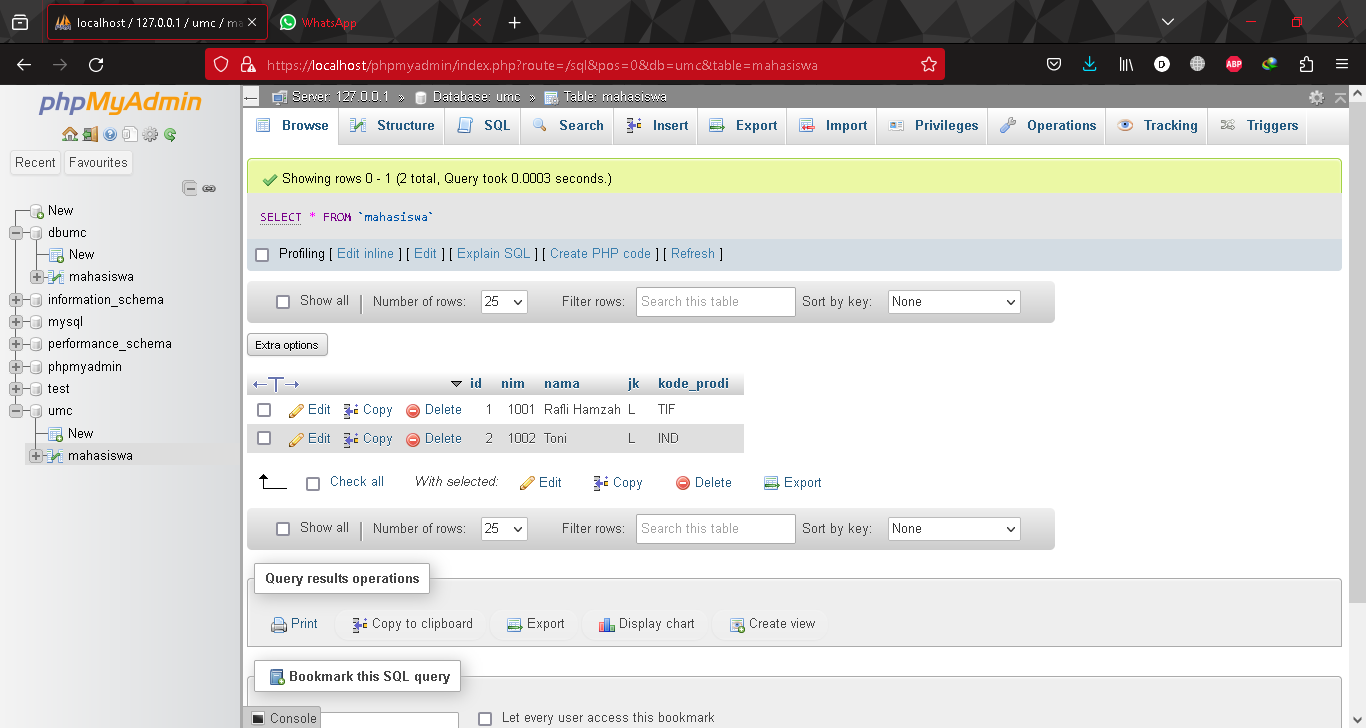 localhost / 127.0.0.1 / umc / ma
WhatsApp
https://localhost/phpmyadmin/index.php?route=/sql&pos=0&db=umc&table=mahasiswa
ABP
phpMyAdmin
Recent Favourites
New
dbumc
New
mahasiswa
information_schema
mysql
performance_schema
phpmyadmin
test
umc
New
mahasiswa
Server: 127.0.0.1 » Database: umc » Table: mahasiswa
Browse Structure SQL Search Insert Export Import Privileges Operations Tracking Triggers
Showing rows 0 - 1 (2 total, Query took 0.0003 seconds.)
SELECT * FROM `mahasiswa`
Profiling [ Edit inline ] [ Edit ] [ Explain SQL ] [ Create PHP code ] [ Refresh ]
Show all Number of rows: 25 Filter rows: Search this table Sort by key: None
Extra options
id nim nama jk kode_prodi
Edit Copy Delete 1 1001 Rafli Hamzah L TIF
Edit Copy Delete 2 1002 Toni L IND
Check all With selected: Edit Copy Delete Export
Show all Number of rows: 25 Filter rows: Search this table Sort by key: None
Query results operations
Print Copy to clipboard Export Display chart Create view
Bookmark this SQL query
Console
Let every user access this bookmark